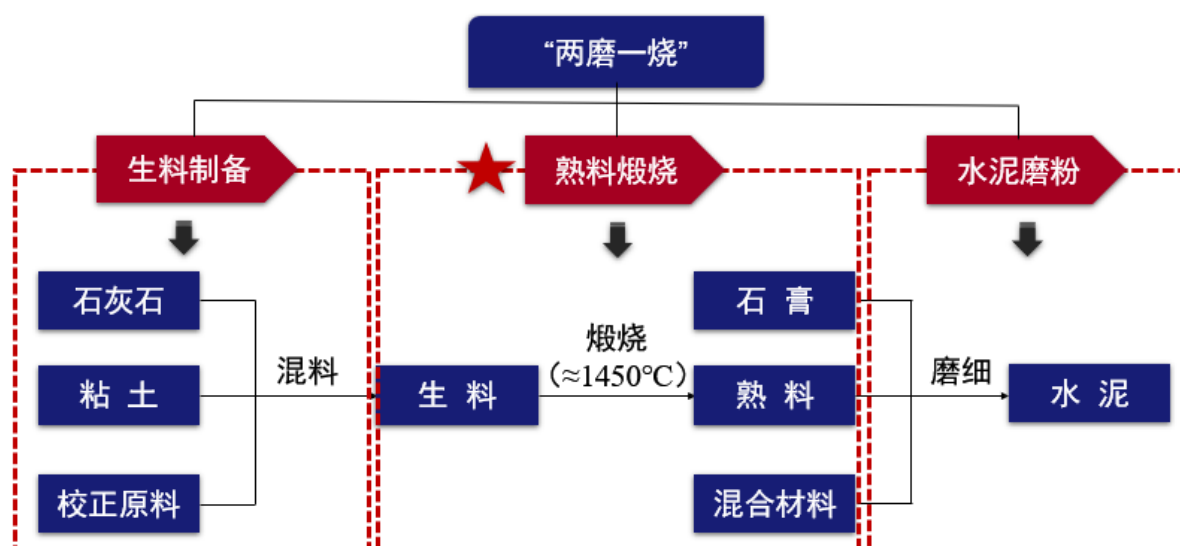 “两磨一烧”
生料制备
熟料煅烧
水泥磨粉
石灰石
粘 土
校正原料
混料
生 料
煅烧
（≈1450℃）
石 膏
熟 料
混合材料
磨细
水 泥